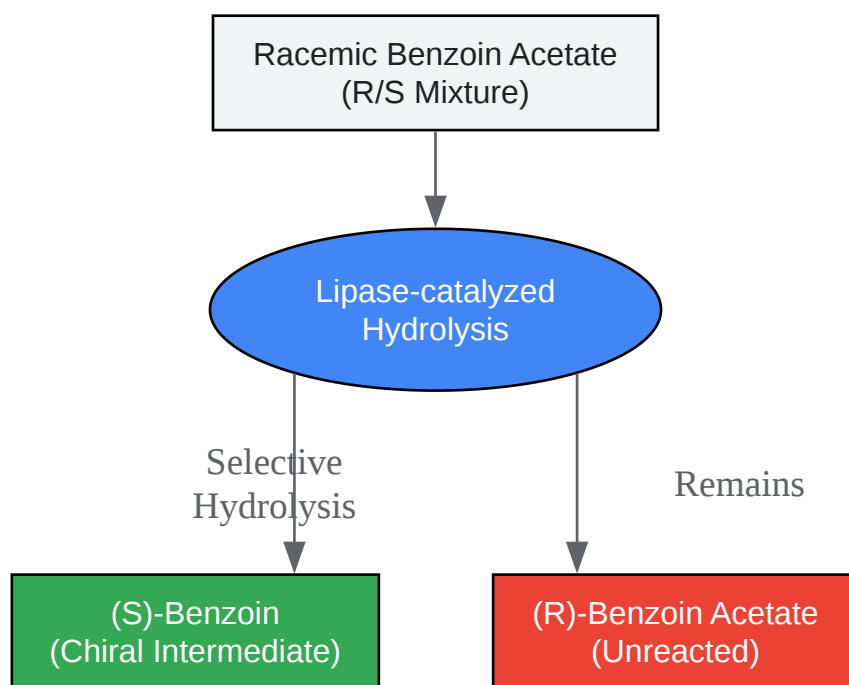 Racemic Benzoin Acetate
(R/S Mixture)
Lipase-catalyzed
Hydrolysis
Selective
Hydrolysis
Remains
(S)-Benzoin
(Chiral Intermediate)
(R)-Benzoin Acetate
(Unreacted)